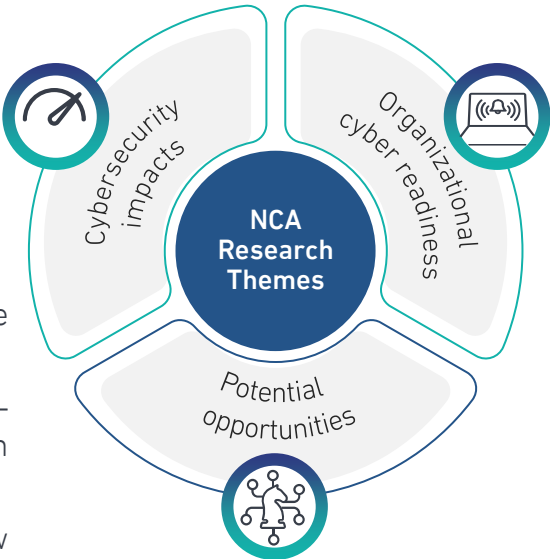 Cybersecurity
impacts
Organizational
cyber readiness
NCA
Research
Themes
Potential
opportunities
e
–
n
w